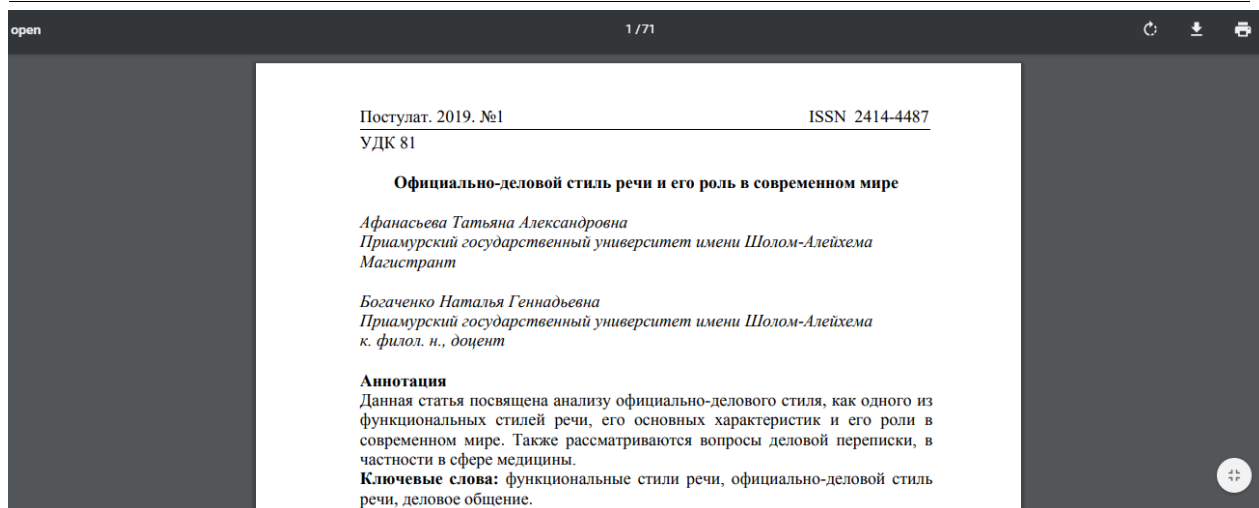 open
1 / 71
Постулат. 2019. №1 ISSN 2414-4487
УДК 81
Официально-деловой стиль речи и его роль в современном мире
Афанасьева Татьяна Александровна
Приамурский государственный университет имени Шолом-Алейхема
Магистрант
Богаченко Наталья Геннадьевна
Приамурский государственный университет имени Шолом-Алейхема
к. филол. н., доцент
Аннотация
Данная статья посвящена анализу официально-делового стиля, как одного из
функциональных стилей речи, его основных характеристик и его роли в
современном мире. Также рассматриваются вопросы деловой переписки, в
частности в сфере медицины.
Ключевые слова: функциональные стили речи, официально-деловой стиль
речи, деловое общение.